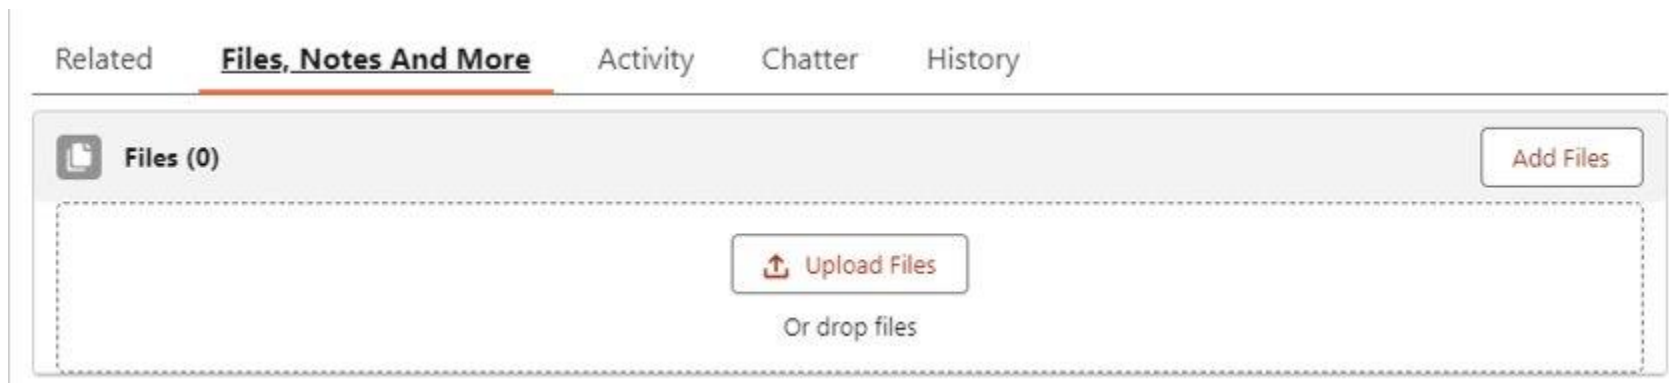 Related Files, Notes And More Activity Chatter History
Files (0) Add Files
Upload Files
Or drop files